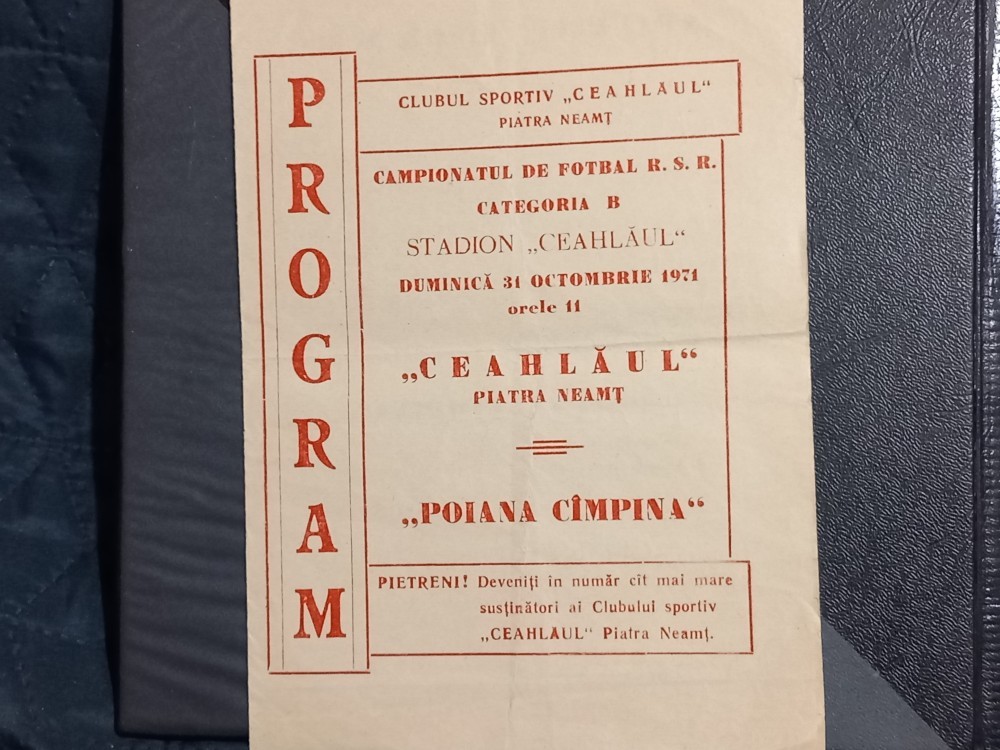 PROGRAM
CLUBUL SPORTIV „CEAHLĂUL“
PIATRA NEAMȚ
CAMPIONATUL DE FOTBAL R. S. R.
CATEGORIA B
STADION „CEAHLĂUL“
DUMINICĂ 31 OCTOMBRIE 1971
orele 11
„CEAHLĂUL“
PIATRA NEAMȚ
„POIANA CÎMPINA“
PIETRENI! Deveniți in număr cît mai mare
susținători ai Clubului sportiv
„CEAHLĂUL“ Piatra Neamț.